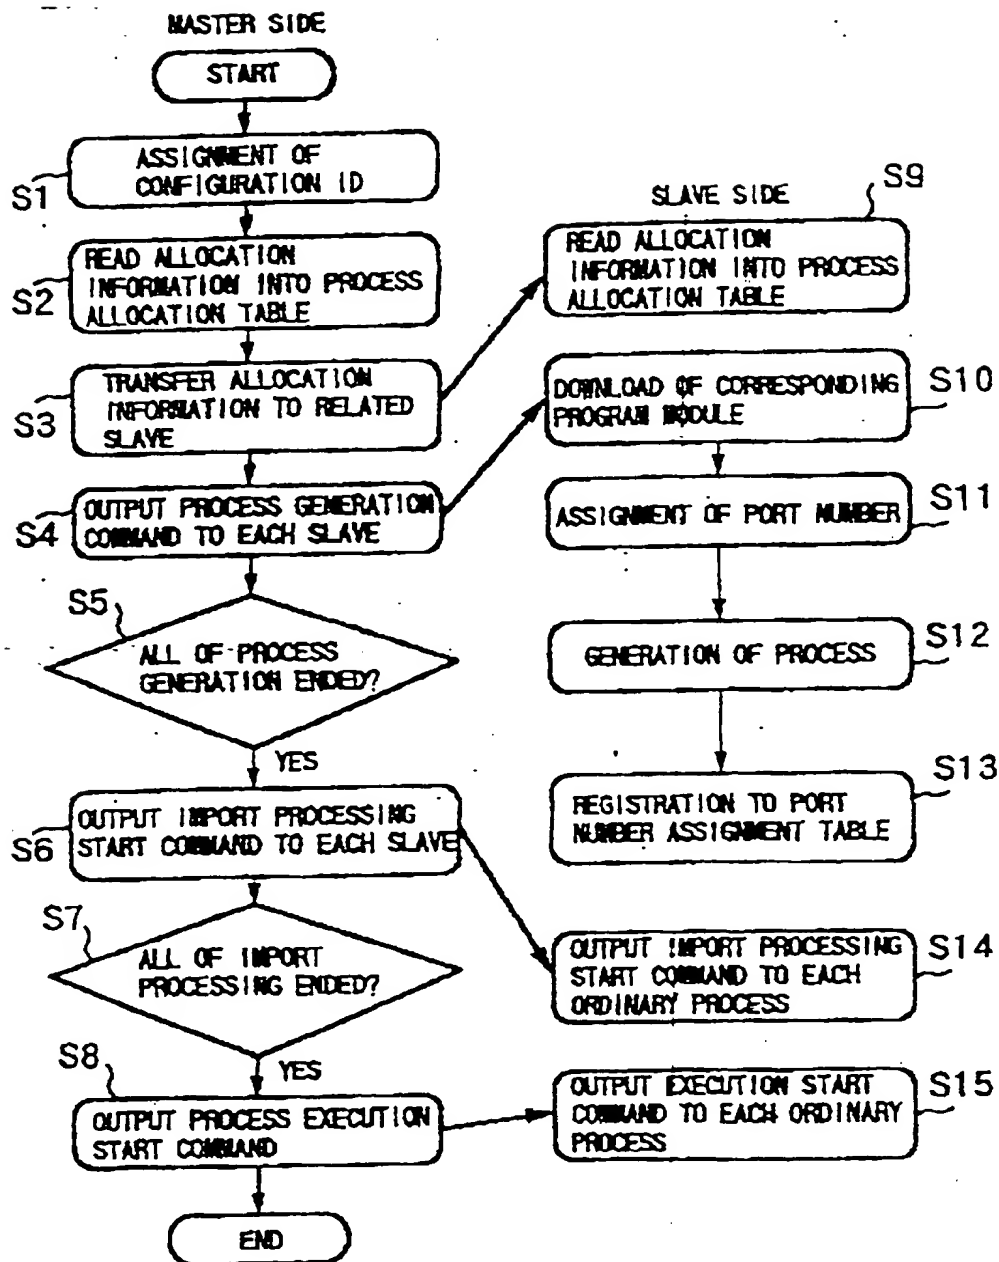 MASTER SIDE
START
S1
ASSIGNMENT OF
CONFIGURATION ID
S2
READ ALLOCATION
INFORMATION INTO PROCESS
ALLOCATION TABLE
S3
TRANSFER ALLOCATION
INFORMATION TO RELATED
SLAVE
S4
OUTPUT PROCESS GENERATION
COMMAND TO EACH SLAVE
S5
ALL OF PROCESS
GENERATION ENDED?
YES
S6
OUTPUT IMPORT PROCESSING
START COMMAND TO EACH SLAVE
S7
ALL OF IMPORT
PROCESSING ENDED?
YES
S8
OUTPUT PROCESS EXECUTION
START COMMAND
END
SLAVE SIDE
S9
READ ALLOCATION
INFORMATION INTO PROCESS
ALLOCATION TABLE
S10
DOWNLOAD OF CORRESPONDING
PROGRAM MODULE
S11
ASSIGNMENT OF PORT NUMBER
S12
GENERATION OF PROCESS
S13
REGISTRATION TO PORT
NUMBER ASSIGNMENT TABLE
S14
OUTPUT IMPORT PROCESSING
START COMMAND TO EACH
ORDINARY PROCESS
S15
OUTPUT EXECUTION START
COMMAND TO EACH ORDINARY
PROCESS